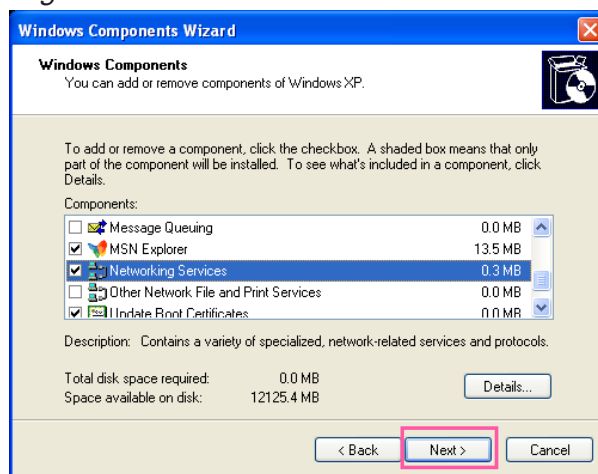 Windows Components Wizard
Windows Components
You can add or remove components of Windows XP.
To add or remove a component, click the checkbox. A shaded box means that only
part of the component will be installed. To see what's included in a component, click
Details.
Components:
Message Queuing 0.0 MB
MSN Explorer 13.5 MB
Networking Services 0.3 MB
Other Network File and Print Services 0.0 MB
Update Root Certificates 0.0 MB
Description: Contains a variety of specialized, network-related services and protocols.
Total disk space required: 0.0 MB
Space available on disk: 12125.4 MB
Details...
< Back Next > Cancel